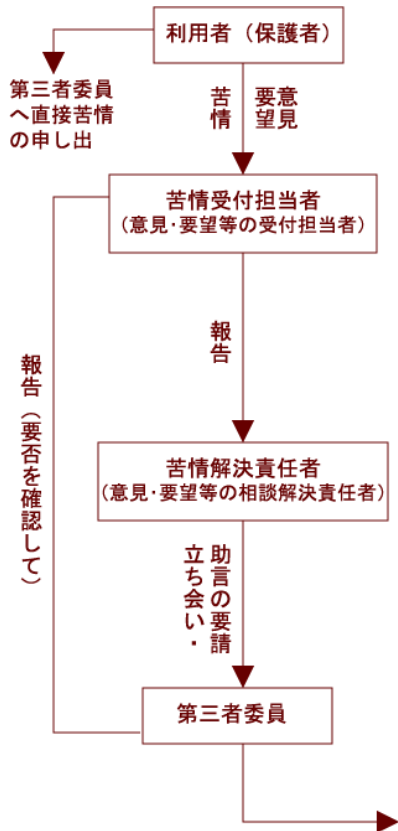 利用者（保護者）
第三者委員
へ直接苦情
の申し出
苦情
意見
要望
苦情受付担当者
（意見・要望等の受付担当者）
報告
報告（要否を確認して）
苦情解決責任者
（意見・要望等の相談解決責任者）
助言の要請
立ち会い・
第三者委員